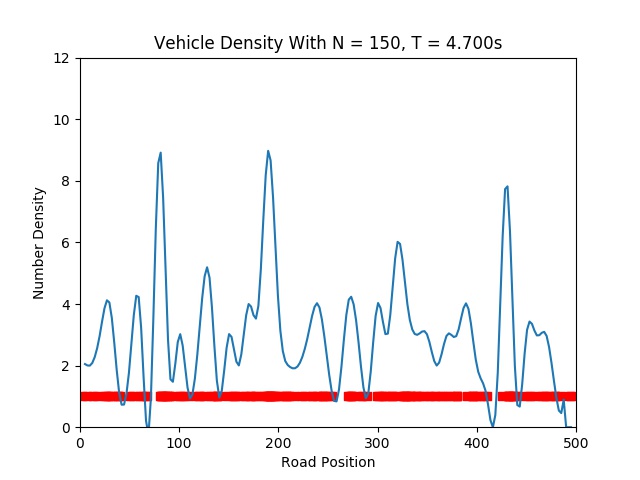 Vehicle Density With N = 150, T = 4.700s
12
10
8
6
4
2
0
Number Density
0 100 200 300 400 500
Road Position